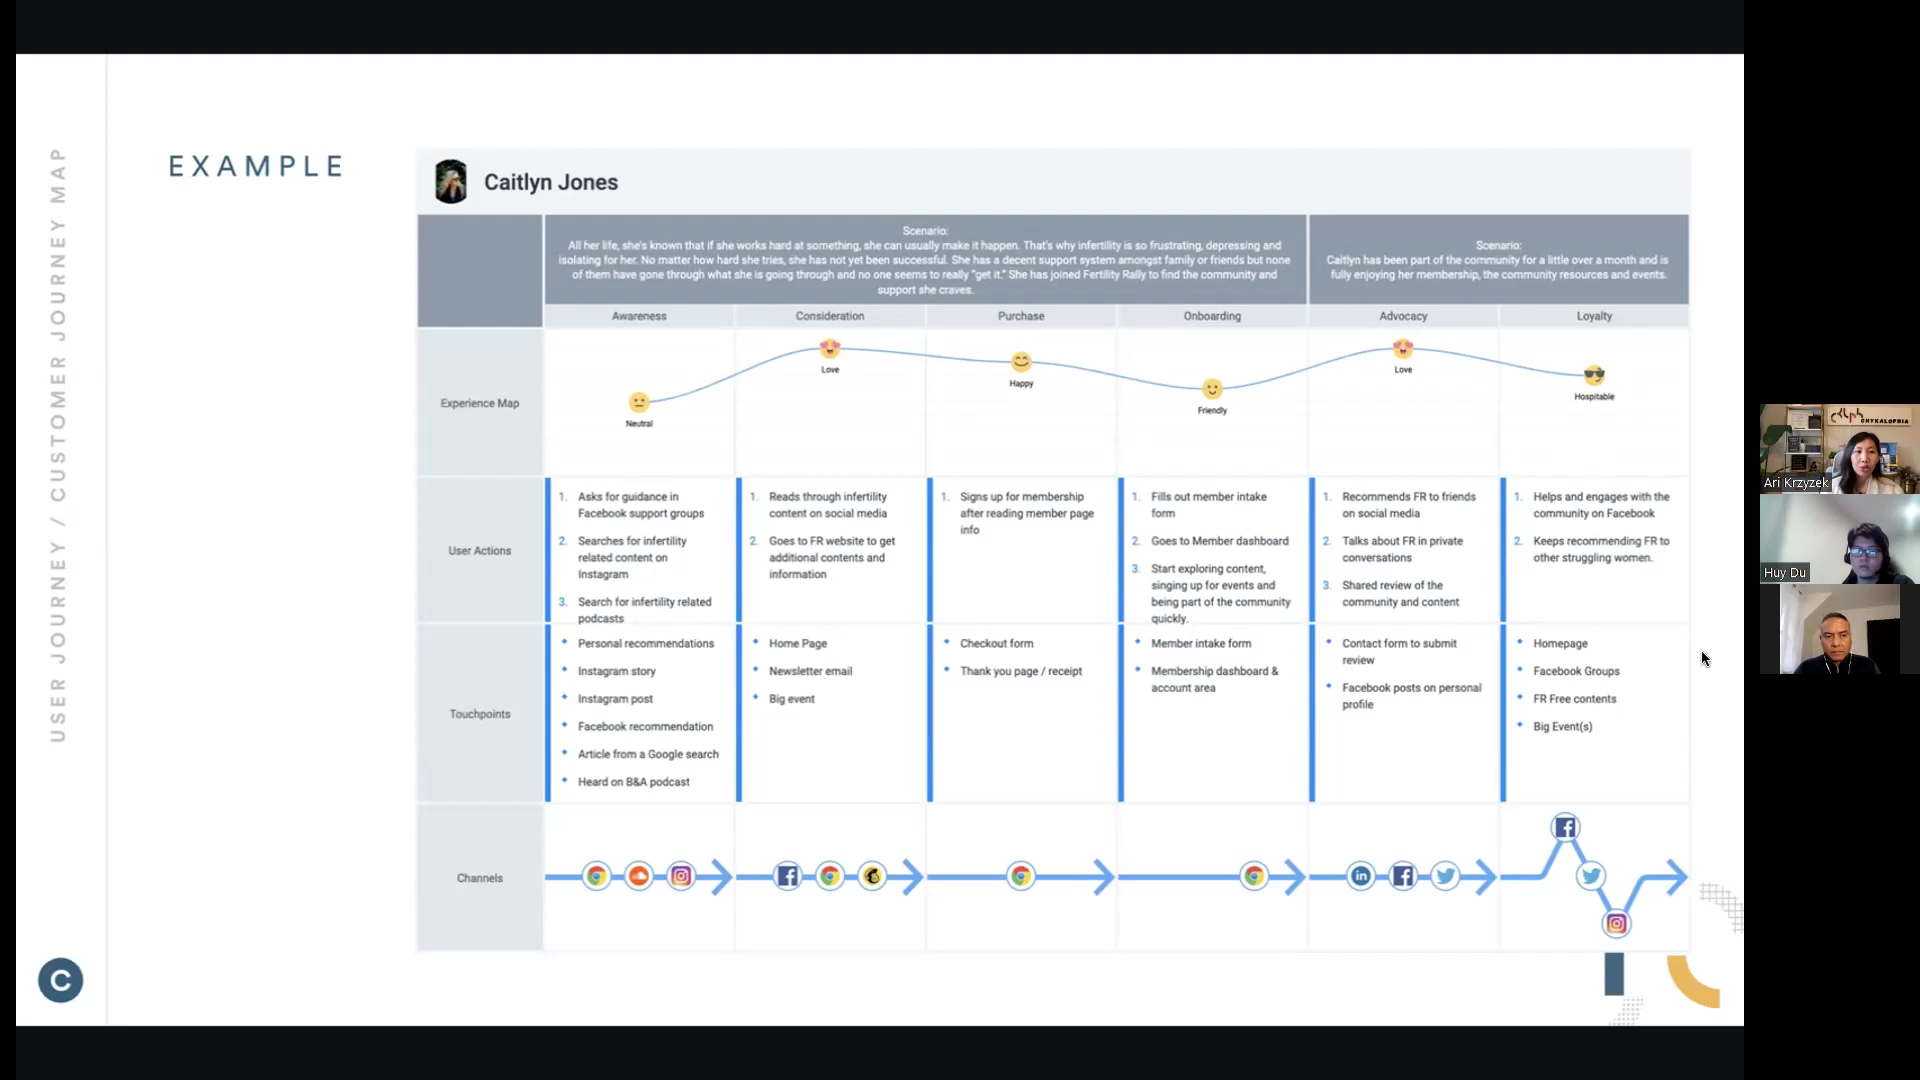 USER JOURNEY / CUSTOMER JOURNEY MAP
EXAMPLE
Caitlyn Jones
Scenario:
All her life, she's known that if she works hard at something, she can usually make it happen. That's why infertility is so frustrating, depressing and
isolating for her. No matter how hard she tries, she has not yet been successful. She has a decent support system amongst family or friends but none
of them have gone through what she is going through and no one seems to really "get it." She has joined Fertility Rally to find the community and
support she craves.
Scenario:
Caitlyn has been part of the community for a little over a month and is
fully enjoying her membership, the community resources and events.
Awareness
Consideration
Purchase
Onboarding
Advocacy
Loyalty
Experience Map
Neutral
Love
Happy
Friendly
Love
Hospitable
User Actions
1. Asks for guidance in
Facebook support groups
2. Searches for infertility
related content on
Instagram
3. Search for infertility related
podcasts
1. Reads through infertility
content on social media
2. Goes to FR website to get
additional contents and
information
1. Signs up for membership
after reading member page
info
1. Fills out member intake
form
2. Goes to Member dashboard
3. Start exploring content,
singing up for events and
being part of the community
quickly.
1. Recommends FR to friends
on social media
2. Talks about FR in private
conversations
3. Shared review of the
community and content
1. Helps and engages with the
community on Facebook
2. Keeps recommending FR to
other struggling women.
Touchpoints
Personal recommendations
Instagram story
Instagram post
Facebook recommendation
Article from a Google search
Heard on B&A podcast
Home Page
Newsletter email
Big event
Checkout form
Thank you page / receipt
Member intake form
Membership dashboard &
account area
Contact form to submit
review
Facebook posts on personal
profile
Homepage
Facebook Groups
FR Free contents
Big Event(s)
Channels
C
CHYKALOPHIA
Ari Krzyzek
Huy Du